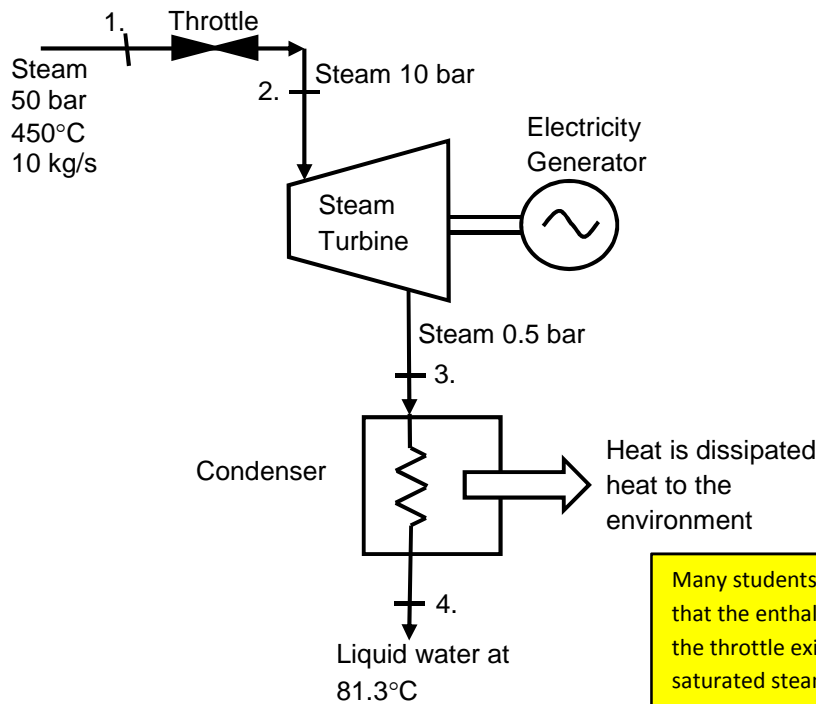 1.
Throttle
Steam
50 bar
450°C
10 kg/s
2.
Steam 10 bar
Electricity
Generator
Steam
Turbine
Steam 0.5 bar
3.
Condenser
Heat is dissipated
heat to the
environment
4.
Liquid water at
81.3°C
Many students
that the enthal
the throttle exi
saturated stear